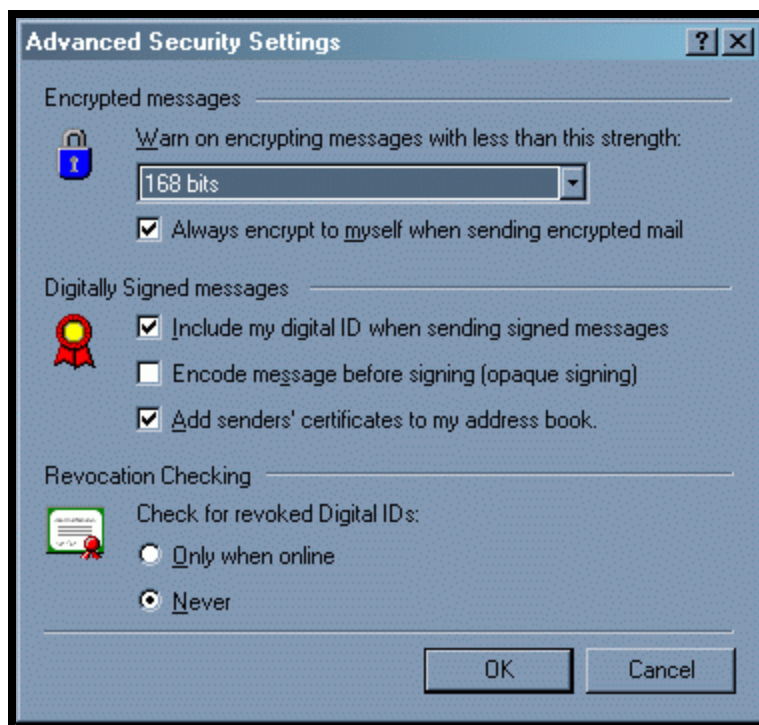 Advanced Security Settings
Encrypted messages
Warn on encrypting messages with less than this strength:
168 bits
Always encrypt to myself when sending encrypted mail
Digitally Signed messages
Include my digital ID when sending signed messages
Encode message before signing (opaque signing)
Add senders' certificates to my address book.
Revocation Checking
Check for revoked Digital IDs:
Only when online
Never
OK Cancel